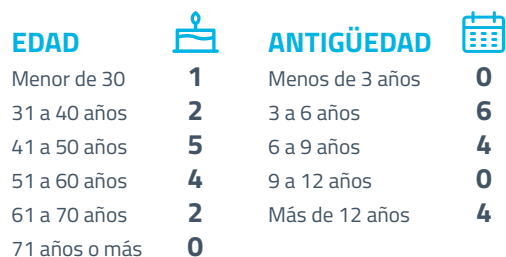 EDAD
Menor de 30 1
31 a 40 años 2
41 a 50 años 5
51 a 60 años 4
61 a 70 años 2
71 años o más 0
ANTIGÜEDAD
Menos de 3 años 0
3 a 6 años 6
6 a 9 años 4
9 a 12 años 0
Más de 12 años 4